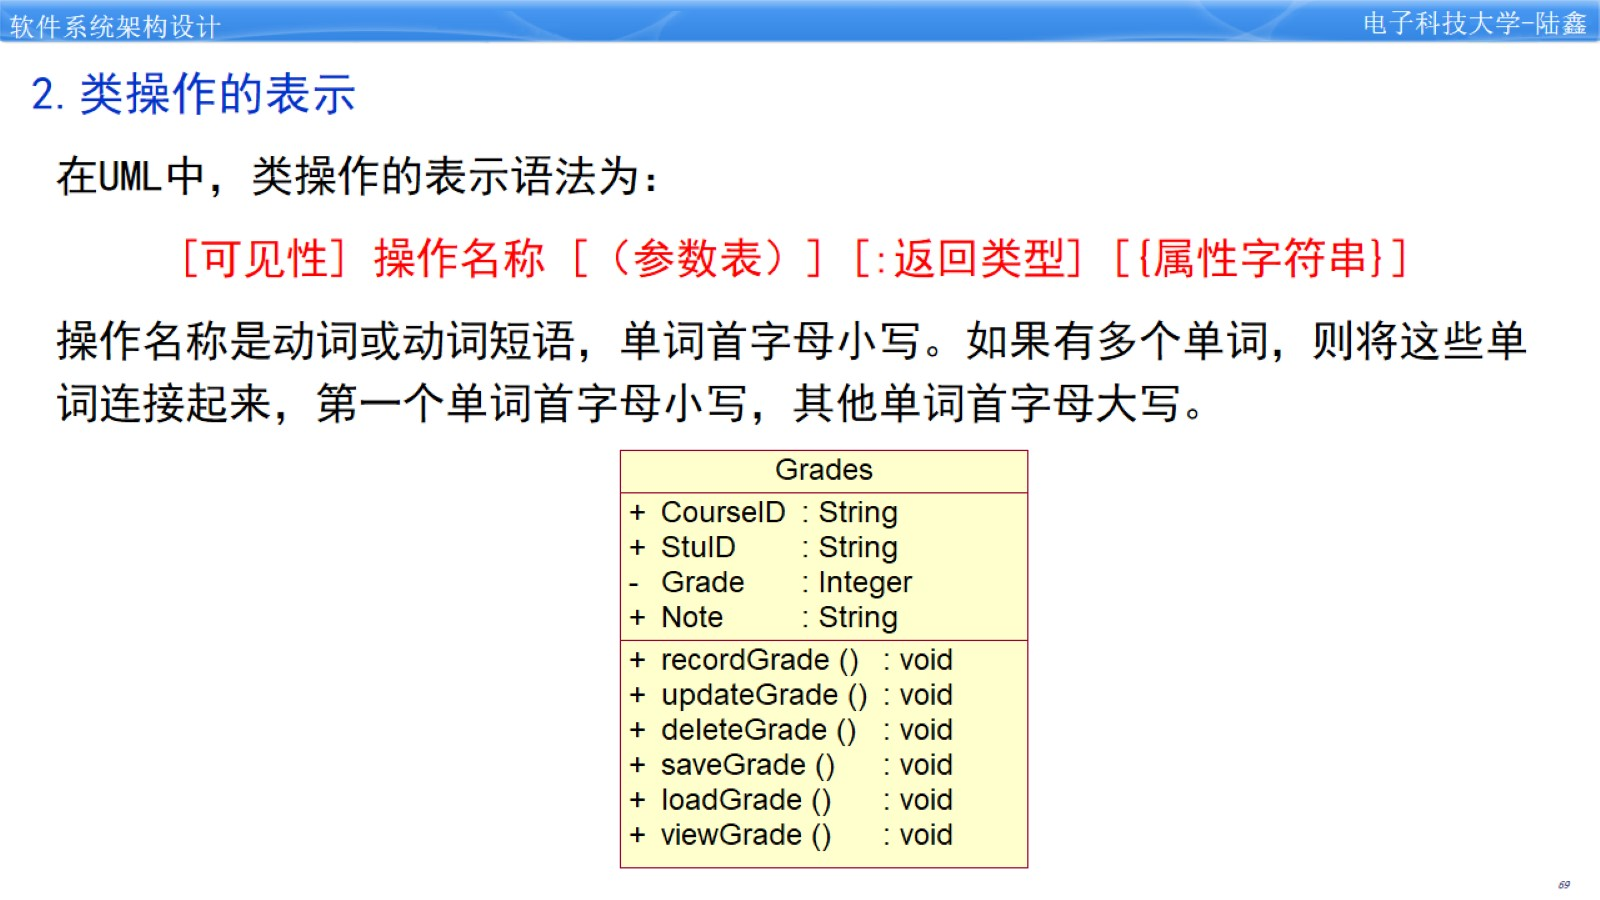 软件系统架构设计
电子科技大学-陆鑫
2. 类操作的表示
在UML中，类操作的表示语法为：
[可见性] 操作名称 [（参数表）] [:返回类型] [{属性字符串}]
操作名称是动词或动词短语，单词首字母小写。如果有多个单词，则将这些单
词连接起来，第一个单词首字母小写，其他单词首字母大写。
Grades
+ CourseID : String
+ StuID : String
- Grade : Integer
+ Note : String
+ recordGrade () : void
+ updateGrade () : void
+ deleteGrade () : void
+ saveGrade () : void
+ loadGrade () : void
+ viewGrade () : void
69